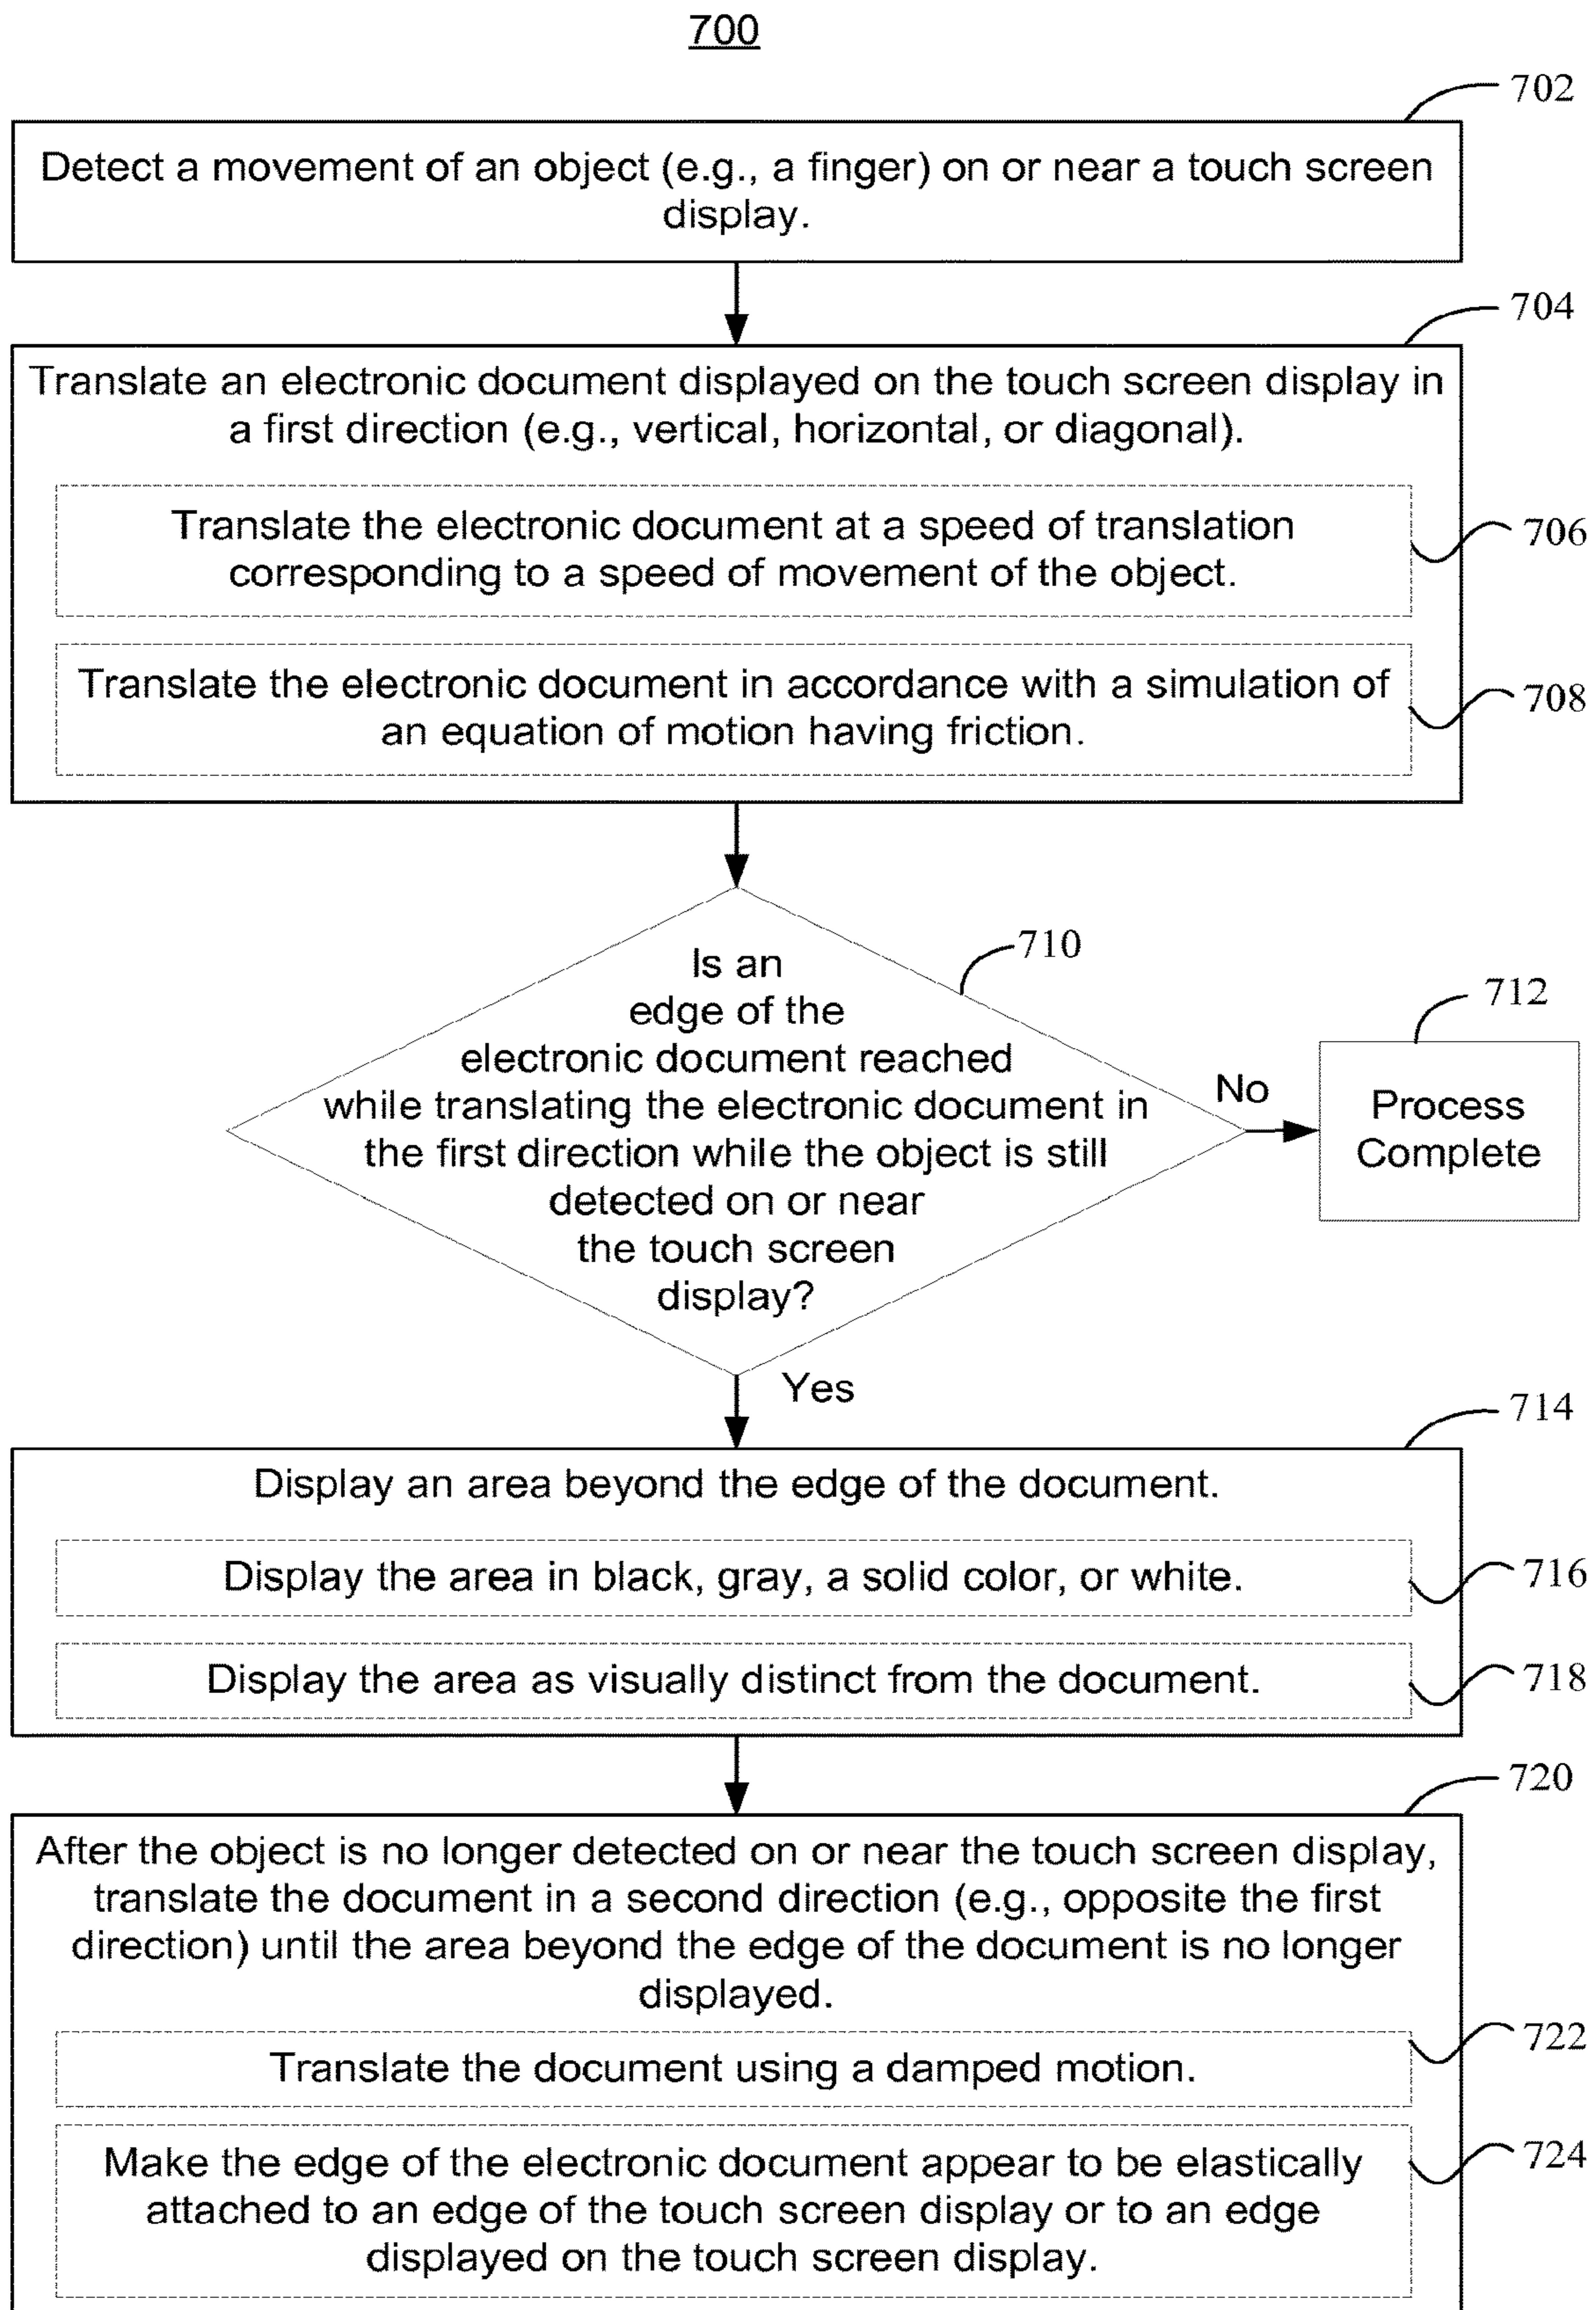 700
702
Detect a movement of an object (e.g., a finger) on or near a touch screen
display.
704
Translate an electronic document displayed on the touch screen display in
a first direction (e.g., vertical, horizontal, or diagonal).
Translate the electronic document at a speed of translation
corresponding to a speed of movement of the object.
706
Translate the electronic document in accordance with a simulation of
an equation of motion having friction.
708
710
Is an
edge of the
electronic document reached
while translating the electronic document in
the first direction while the object is still
detected on or near
the touch screen
display?
No
712
Process
Complete
Yes
714
Display an area beyond the edge of the document.
Display the area in black, gray, a solid color, or white.
716
Display the area as visually distinct from the document.
718
720
After the object is no longer detected on or near the touch screen display,
translate the document in a second direction (e.g., opposite the first
direction) until the area beyond the edge of the document is no longer
displayed.
722
Translate the document using a damped motion.
724
Make the edge of the electronic document appear to be elastically
attached to an edge of the touch screen display or to an edge
displayed on the touch screen display.